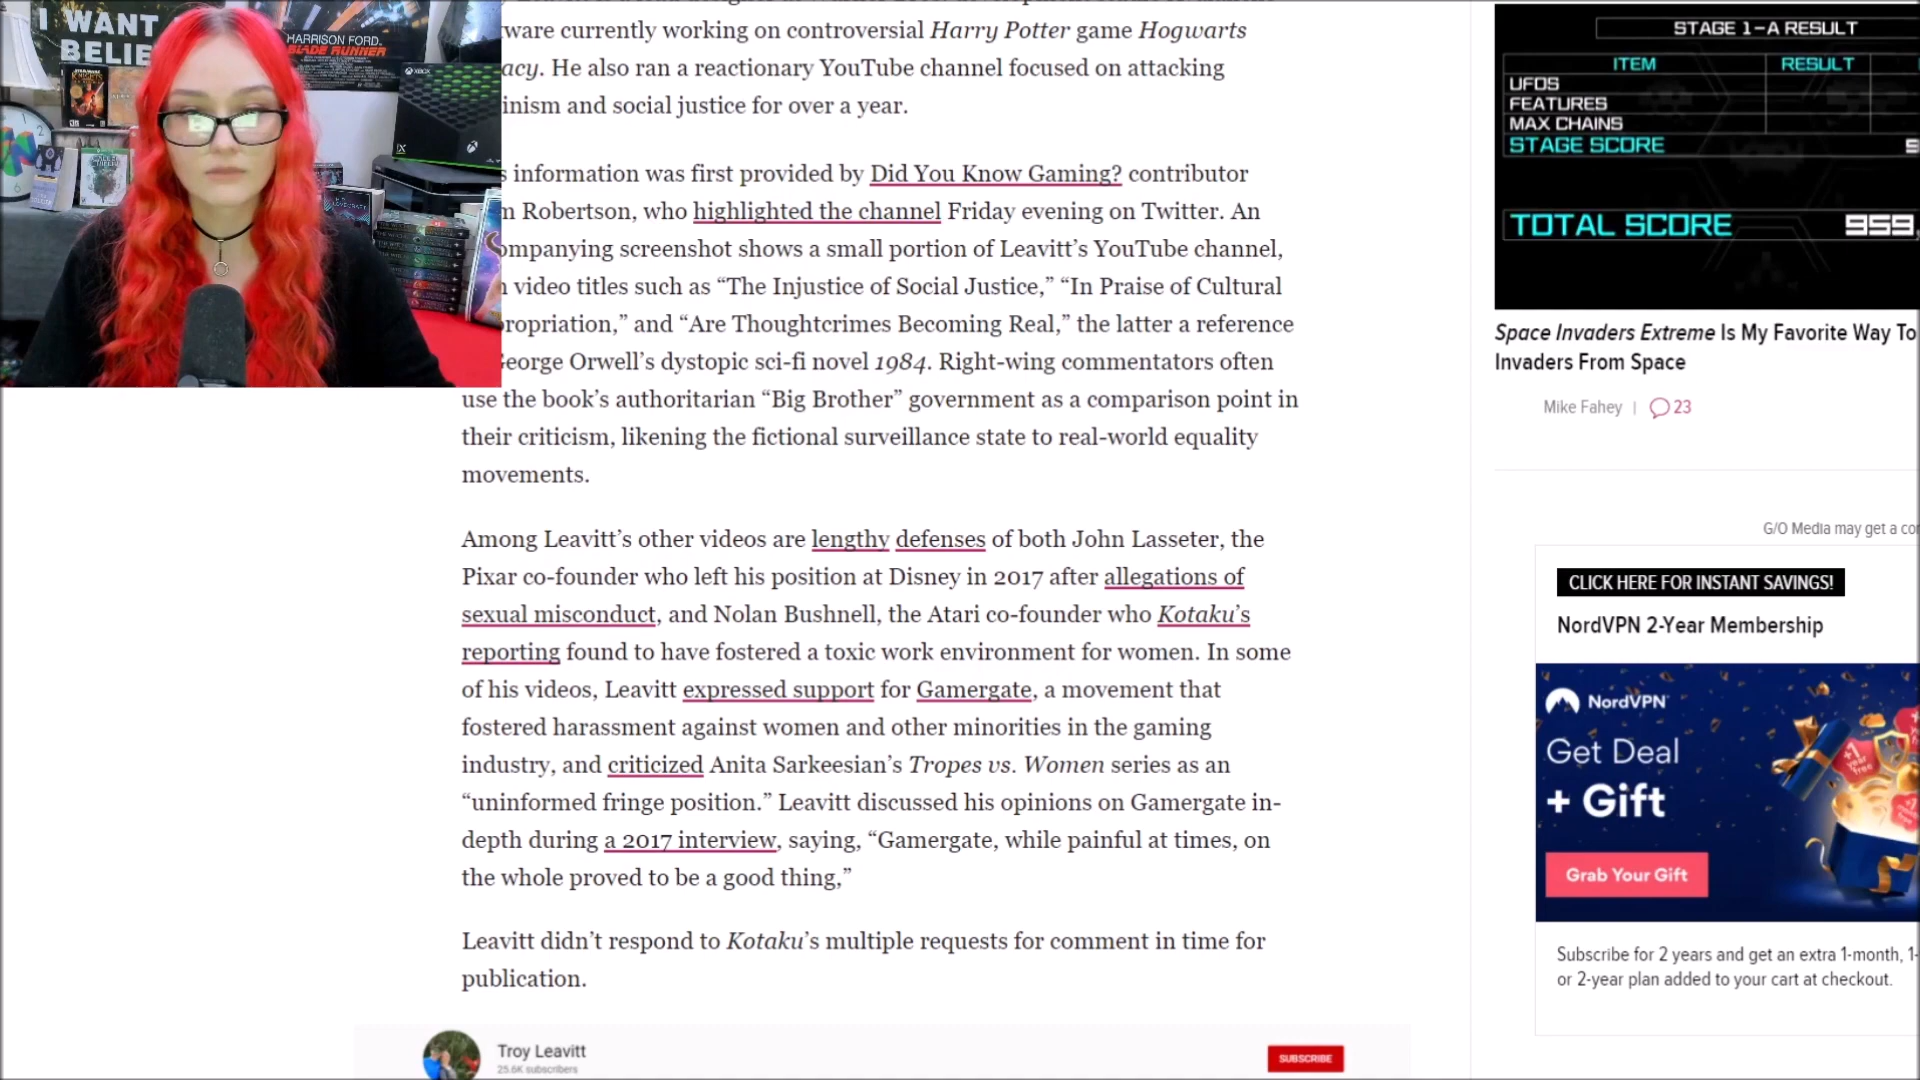 I WANT
BELIE
HARRISON FORD
BLADE RUNNER
XBOX
ware currently working on controversial Harry Potter game Hogwarts
acy. He also ran a reactionary YouTube channel focused on attacking
inism and social justice for over a year.
s information was first provided by Did You Know Gaming? contributor
n Robertson, who highlighted the channel Friday evening on Twitter. An
ompanying screenshot shows a small portion of Leavitt’s YouTube channel,
h video titles such as “The Injustice of Social Justice,” “In Praise of Cultural
propriation,” and “Are Thoughtcrimes Becoming Real,” the latter a reference
George Orwell’s dystopic sci-fi novel 1984. Right-wing commentators often
use the book’s authoritarian “Big Brother” government as a comparison point in
their criticism, likening the fictional surveillance state to real-world equality
movements.
Among Leavitt’s other videos are lengthy defenses of both John Lasseter, the
Pixar co-founder who left his position at Disney in 2017 after allegations of
sexual misconduct, and Nolan Bushnell, the Atari co-founder who Kotaku’s
reporting found to have fostered a toxic work environment for women. In some
of his videos, Leavitt expressed support for Gamergate, a movement that
fostered harassment against women and other minorities in the gaming
industry, and criticized Anita Sarkeesian’s Tropes vs. Women series as an
“uninformed fringe position.” Leavitt discussed his opinions on Gamergate in-
depth during a 2017 interview, saying, “Gamergate, while painful at times, on
the whole proved to be a good thing,”
Leavitt didn’t respond to Kotaku’s multiple requests for comment in time for
publication.
Troy Leavitt
25.6K subscribers
SUBSCRIBE
STAGE 1-A RESULT
ITEM RESULT
UFOS
FEATURES
MAX CHAINS
STAGE SCORE
TOTAL SCORE 959,
Space Invaders Extreme Is My Favorite Way To
Invaders From Space
Mike Fahey | 23
G/O Media may get a co
CLICK HERE FOR INSTANT SAVINGS!
NordVPN 2-Year Membership
NordVPN
Get Deal
+ Gift
Grab Your Gift
+1 year free
Subscribe for 2 years and get an extra 1-month, 1-
or 2-year plan added to your cart at checkout.